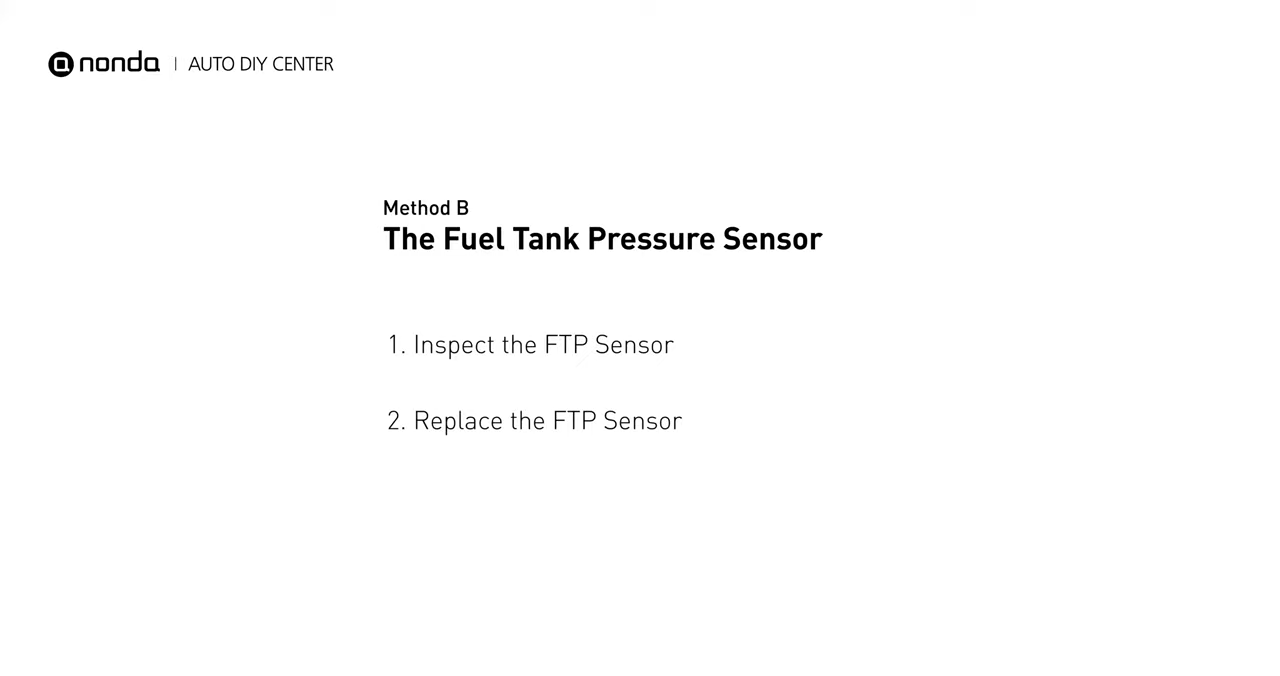 nonda | AUTO DIY CENTER
Method B
The Fuel Tank Pressure Sensor
1. Inspect the FTP Sensor
2. Replace the FTP Sensor